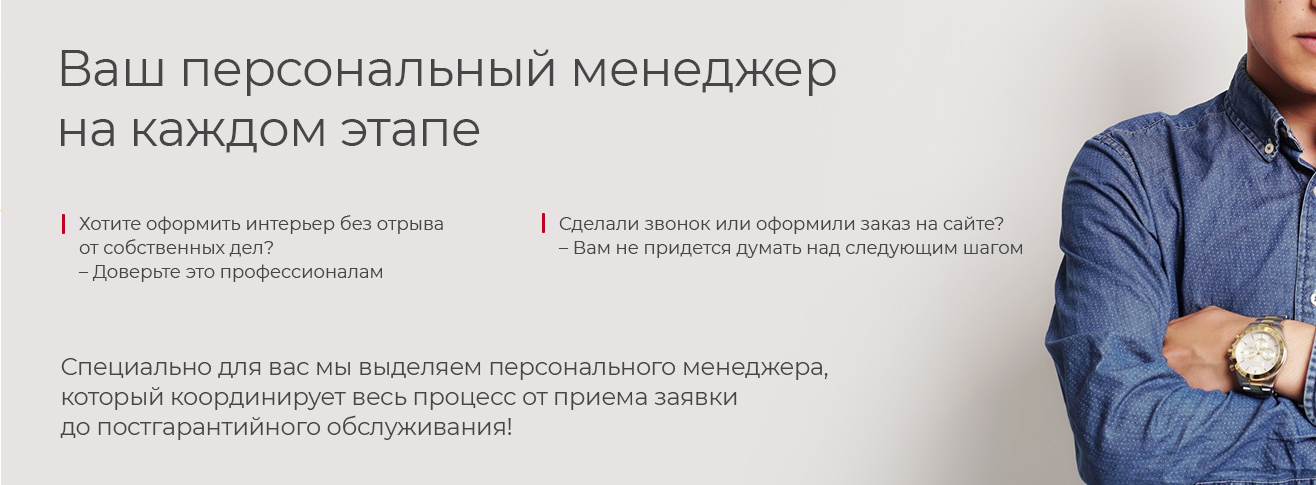 Ваш персональный менеджер
на каждом этапе
Хотите оформить интерьер без отрыва
от собственных дел?
– Доверьте это профессионалам
Сделали звонок или оформили заказ на сайте?
– Вам не придется думать над следующим шагом
Специально для вас мы выделяем персонального менеджера,
который координирует весь процесс от приема заявки
до постгарантийного обслуживания!